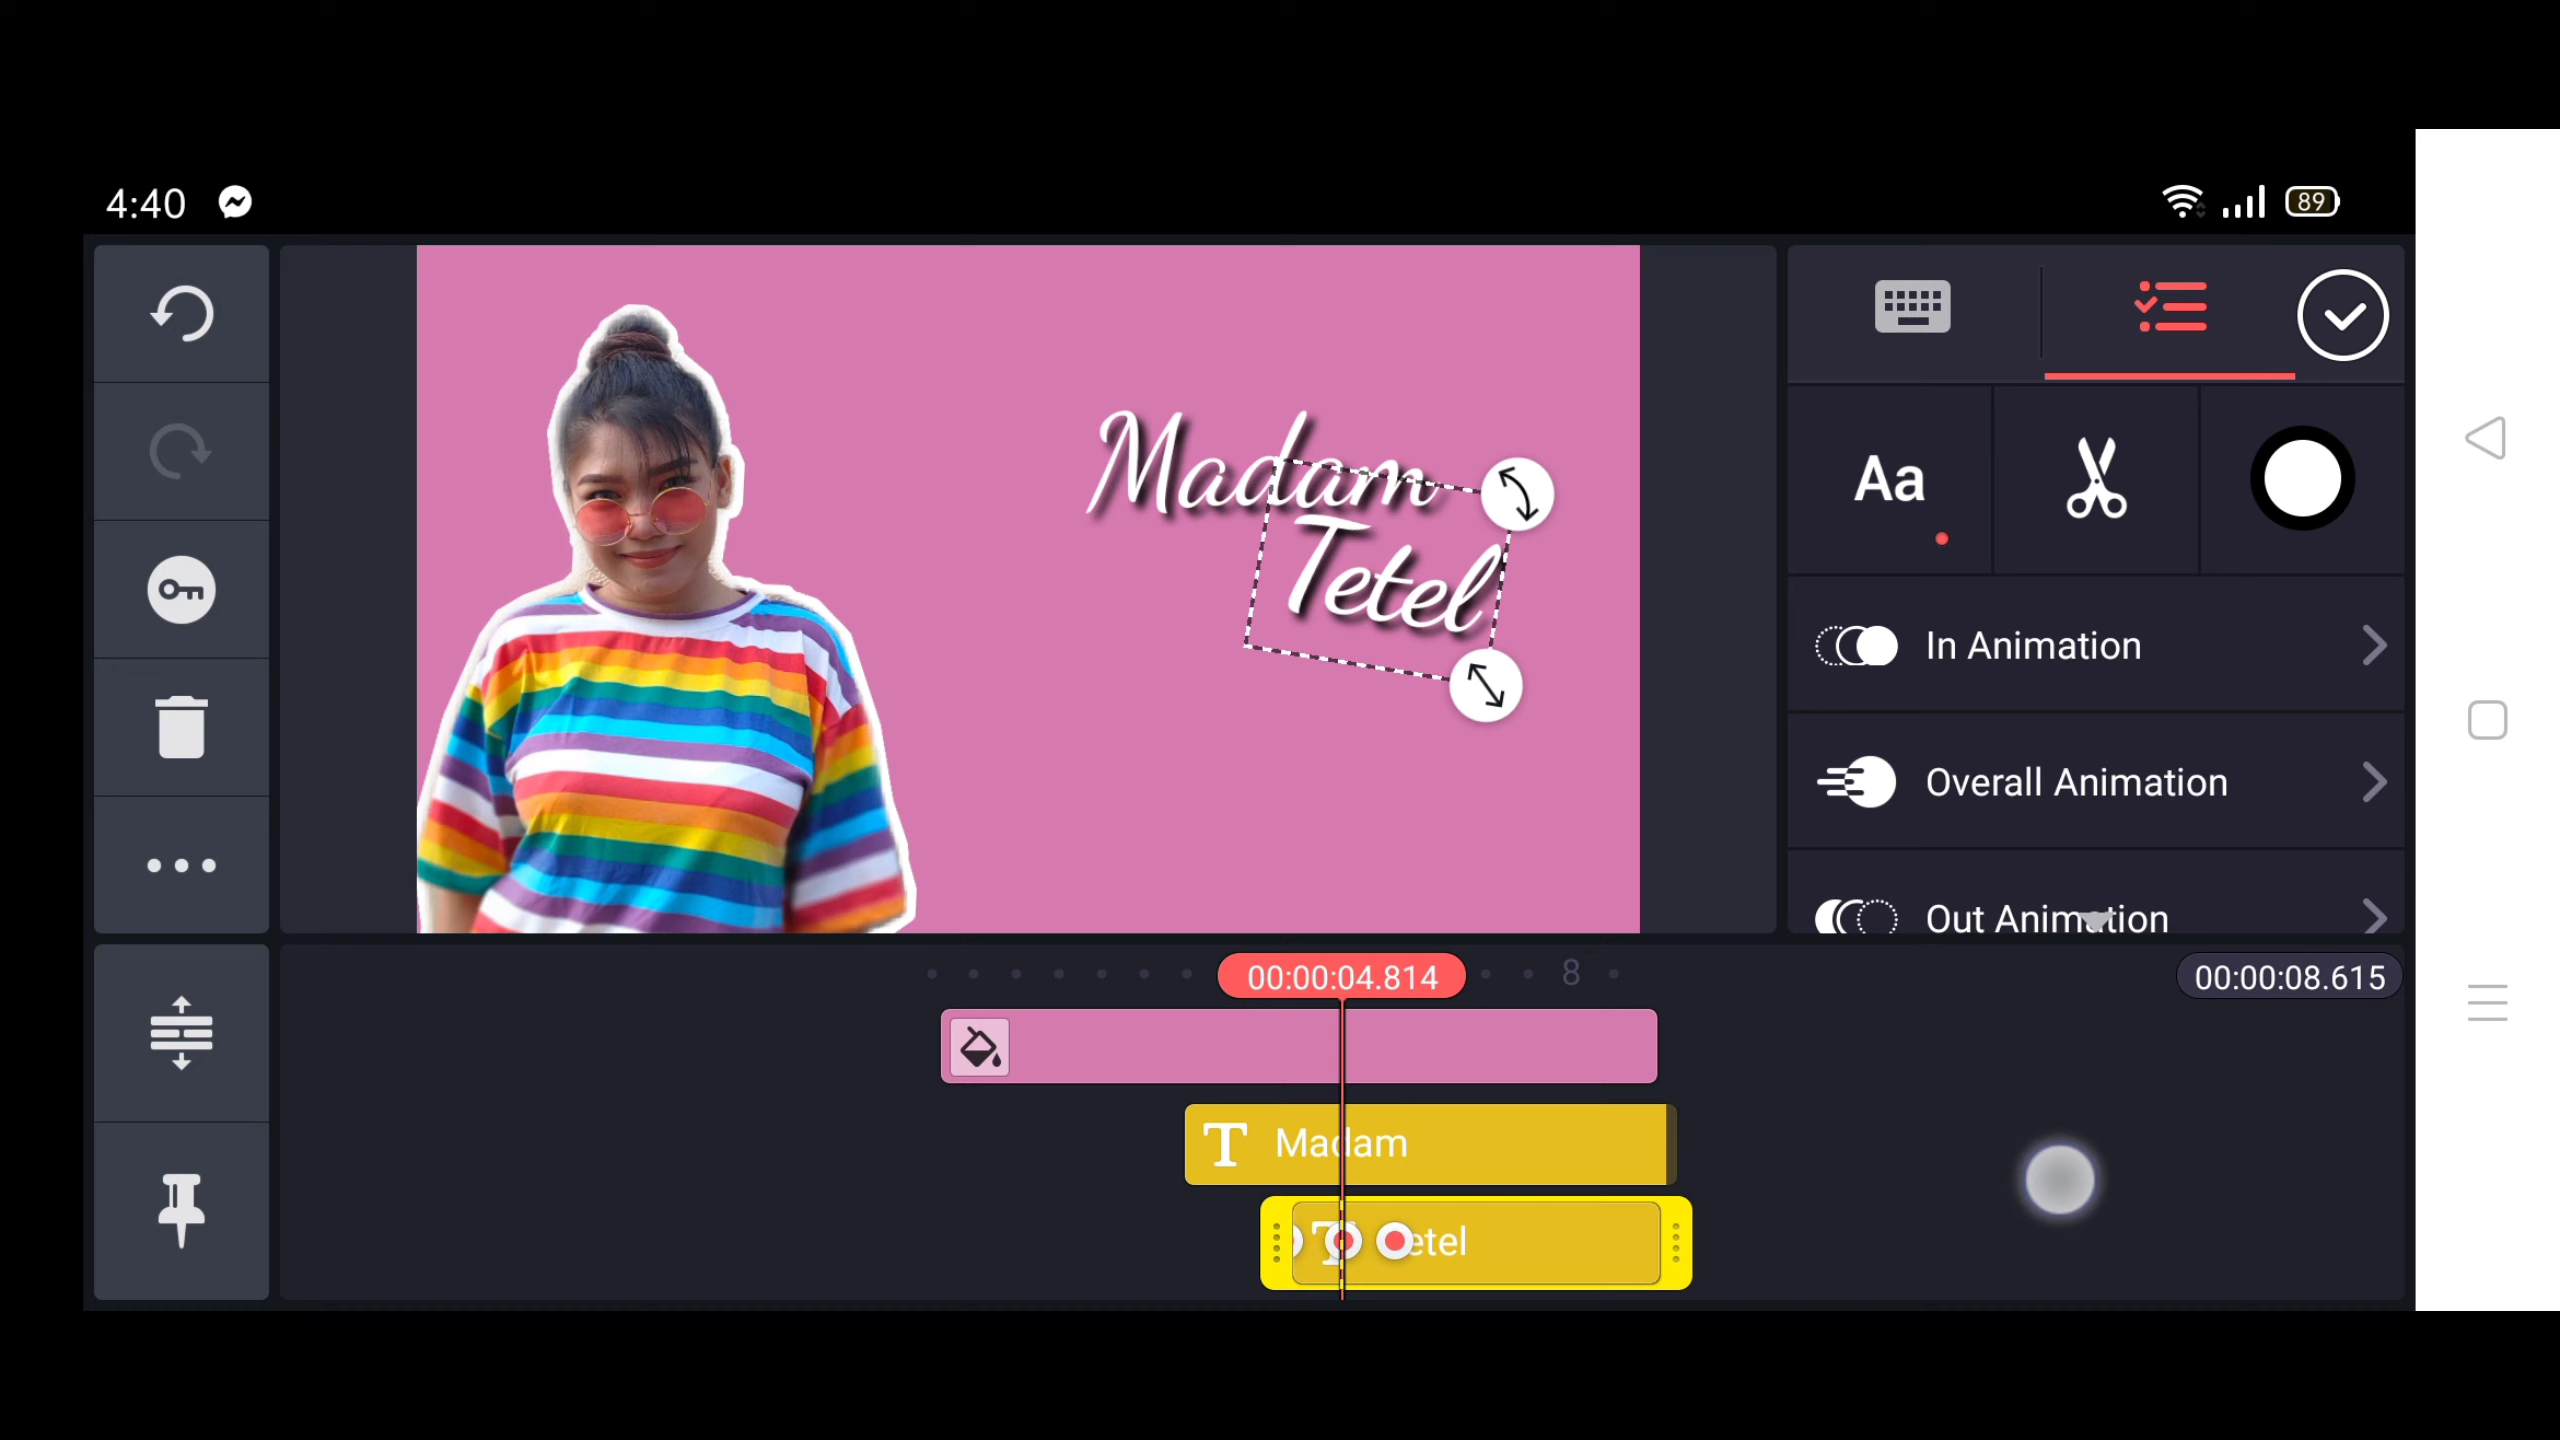 4:40
89
Madam
Tetel
Aa
In Animation
Overall Animation
Out Animation
00:00:04.814
8
00:00:08.615
T Madam
T etel